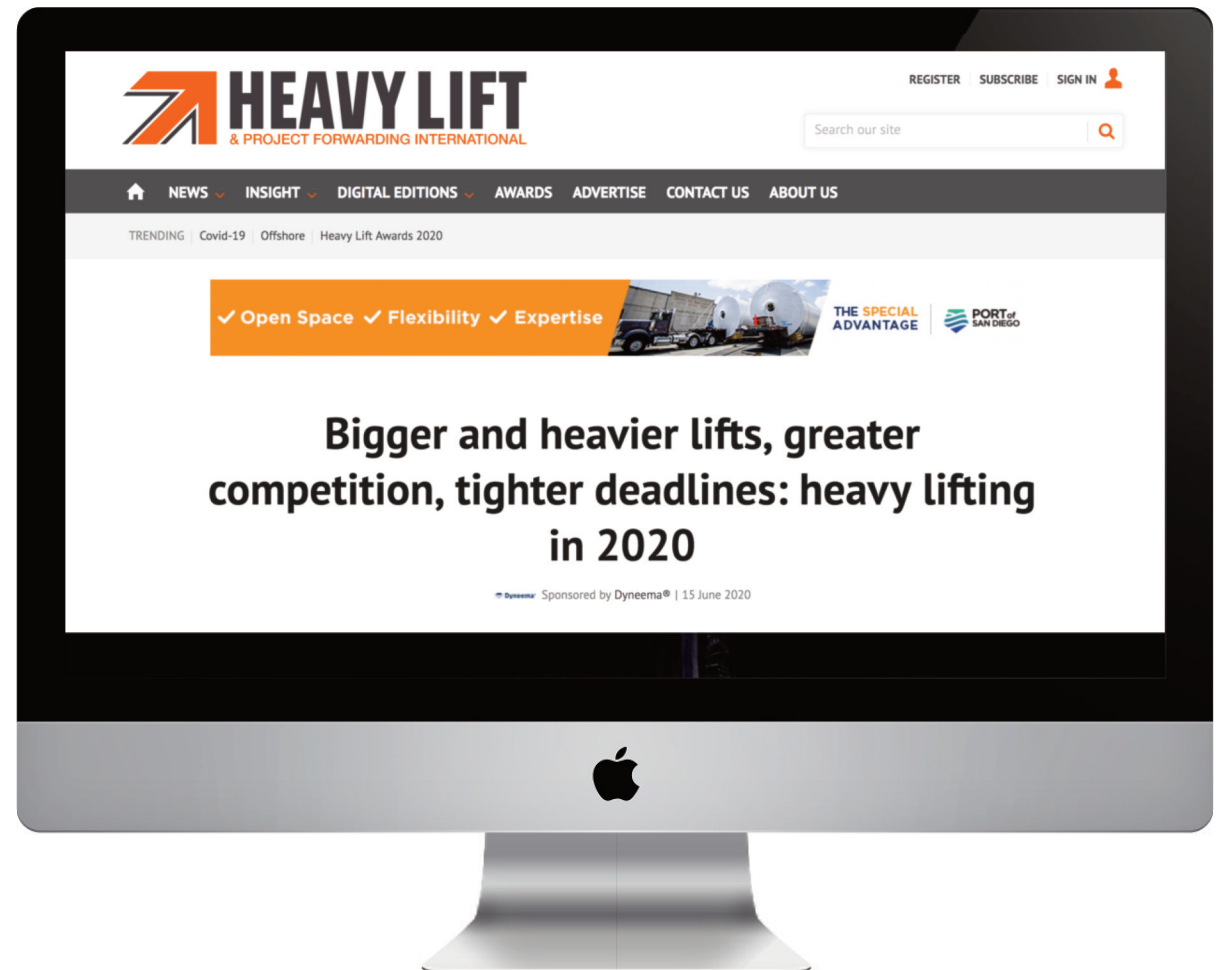 HEAVY LIFT
& PROJECT FORWARDING INTERNATIONAL
REGISTER SUBSCRIBE SIGN IN
Search our site
NEWS INSIGHT DIGITAL EDITIONS AWARDS ADVERTISE CONTACT US ABOUT US
TRENDING Covid-19 Offshore Heavy Lift Awards 2020
✓ Open Space ✓ Flexibility ✓ Expertise
THE SPECIAL
ADVANTAGE
PORT of
SAN DIEGO
Bigger and heavier lifts, greater
competition, tighter deadlines: heavy lifting
in 2020
Dyneema Sponsored by Dyneema® | 15 June 2020